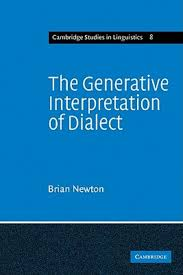 Cambridge Studies in Linguistics 8
The Generative
Interpretation of Dialect
Brian Newton
CAMBRIDGE